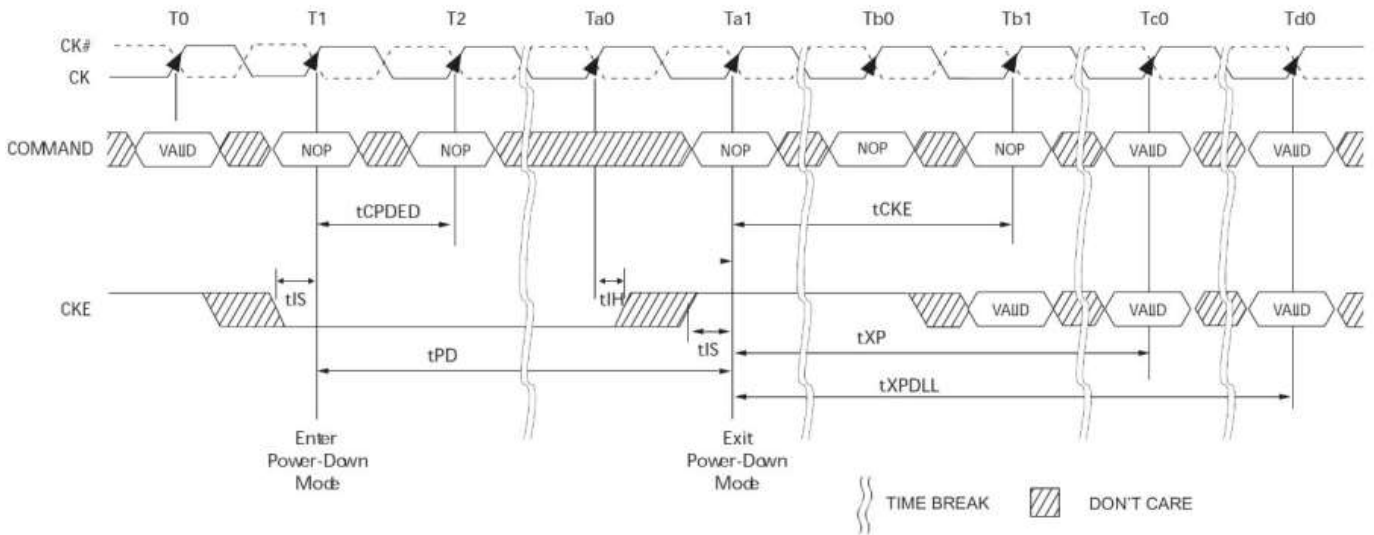 T0 T1 T2 Ta0 Ta1 Tb0 Tb1 Tc0 Td0
CK#
CK
COMMAND VALID NOP NOP NOP NOP NOP VALID VALID
tCPDED tCKE
tIS tIH
CKE VALID VALID VALID
tIS
tXP
tPD
tXPDLL
Enter
Power-Down
Mode
Exit
Power-Down
Mode
TIME BREAK DON'T CARE